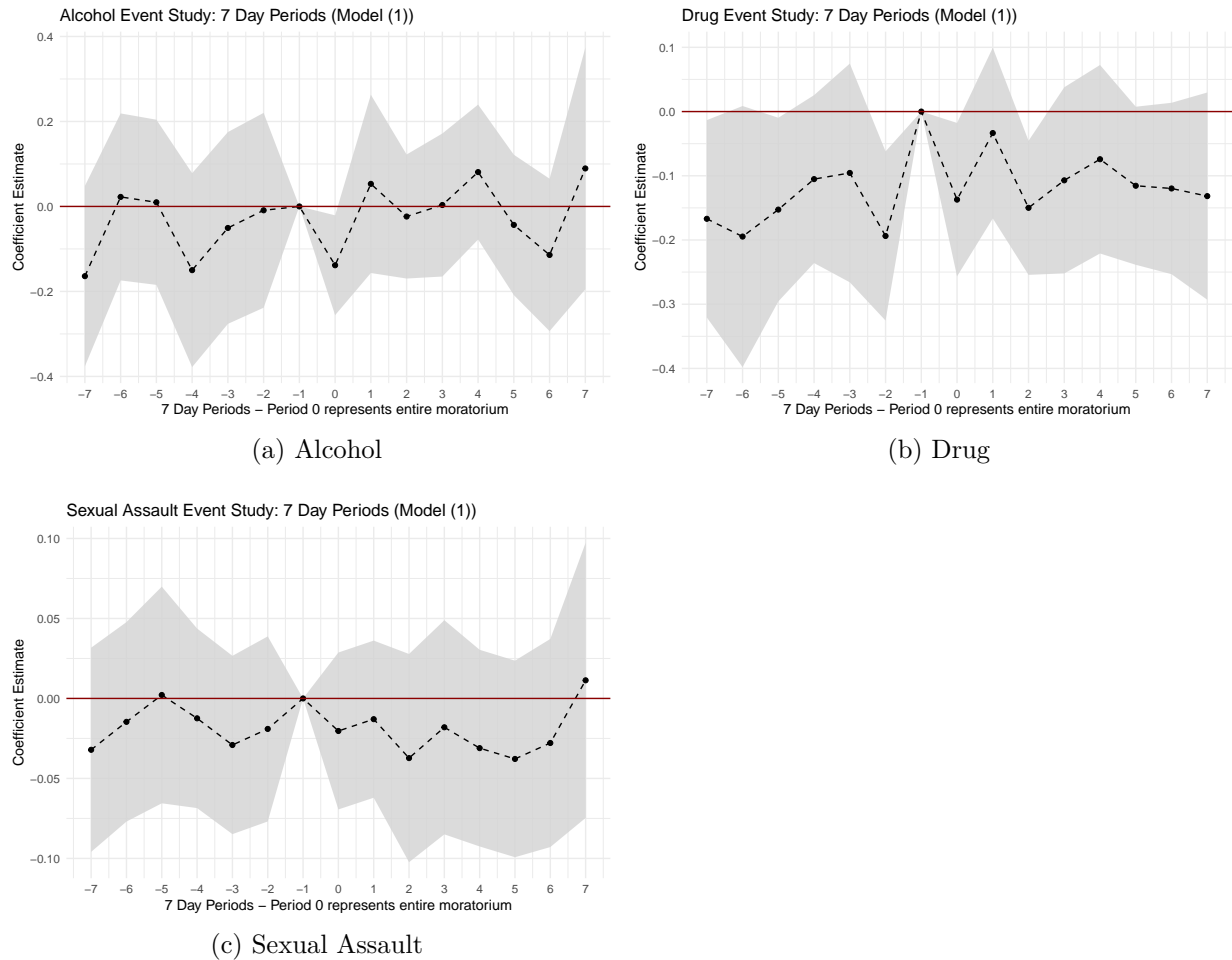 Alcohol Event Study: 7 Day Periods (Model (1))
0.4
0.2
0.0
−0.2
−0.4
Coefficient Estimate
−7 −6 −5 −4 −3 −2 −1 0 1 2 3 4 5 6 7
7 Day Periods − Period 0 represents entire moratorium
(a) Alcohol
Drug Event Study: 7 Day Periods (Model (1))
0.1
0.0
−0.1
−0.2
−0.3
−0.4
Coefficient Estimate
−7 −6 −5 −4 −3 −2 −1 0 1 2 3 4 5 6 7
7 Day Periods − Period 0 represents entire moratorium
(b) Drug
Sexual Assault Event Study: 7 Day Periods (Model (1))
0.10
0.05
0.00
−0.05
−0.10
Coefficient Estimate
−7 −6 −5 −4 −3 −2 −1 0 1 2 3 4 5 6 7
7 Day Periods − Period 0 represents entire moratorium
(c) Sexual Assault